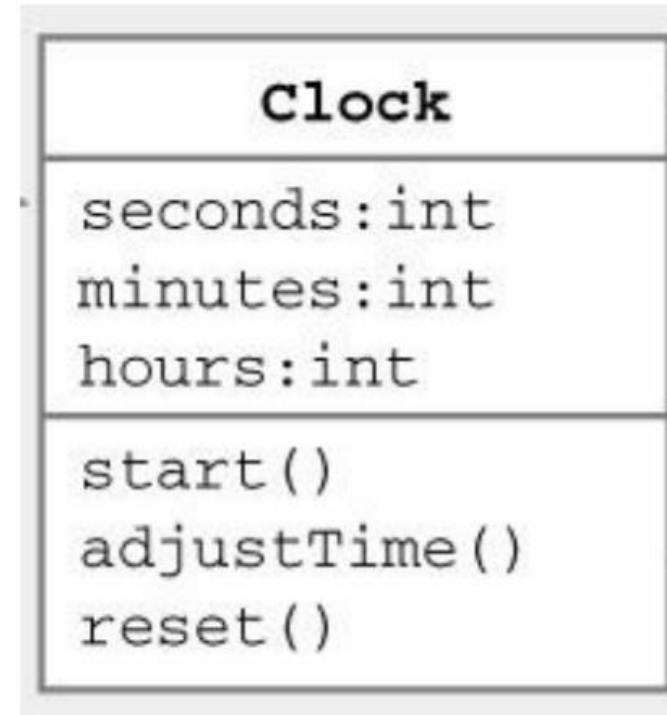 Clock
seconds:int
minutes:int
hours:int
start()
adjustTime()
reset()